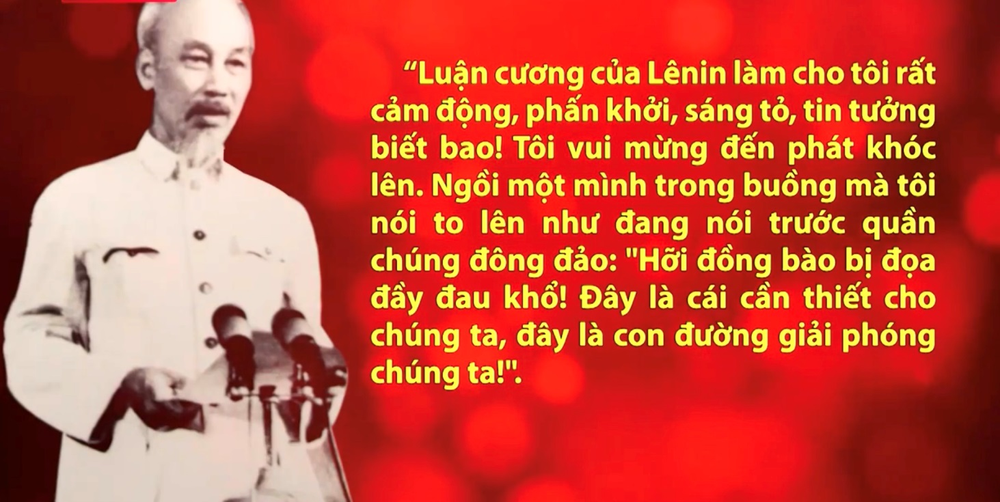 “Luận cương của Lênin làm cho tôi rất
cảm động, phấn khởi, sáng tỏ, tin tưởng
biết bao! Tôi vui mừng đến phát khóc
lên. Ngồi một mình trong buồng mà tôi
nói to lên như đang nói trước quần
chúng đông đảo: "Hỡi đồng bào bị đọa
đầy đau khổ! Đây là cái cần thiết cho
chúng ta, đây là con đường giải phóng
chúng ta!".